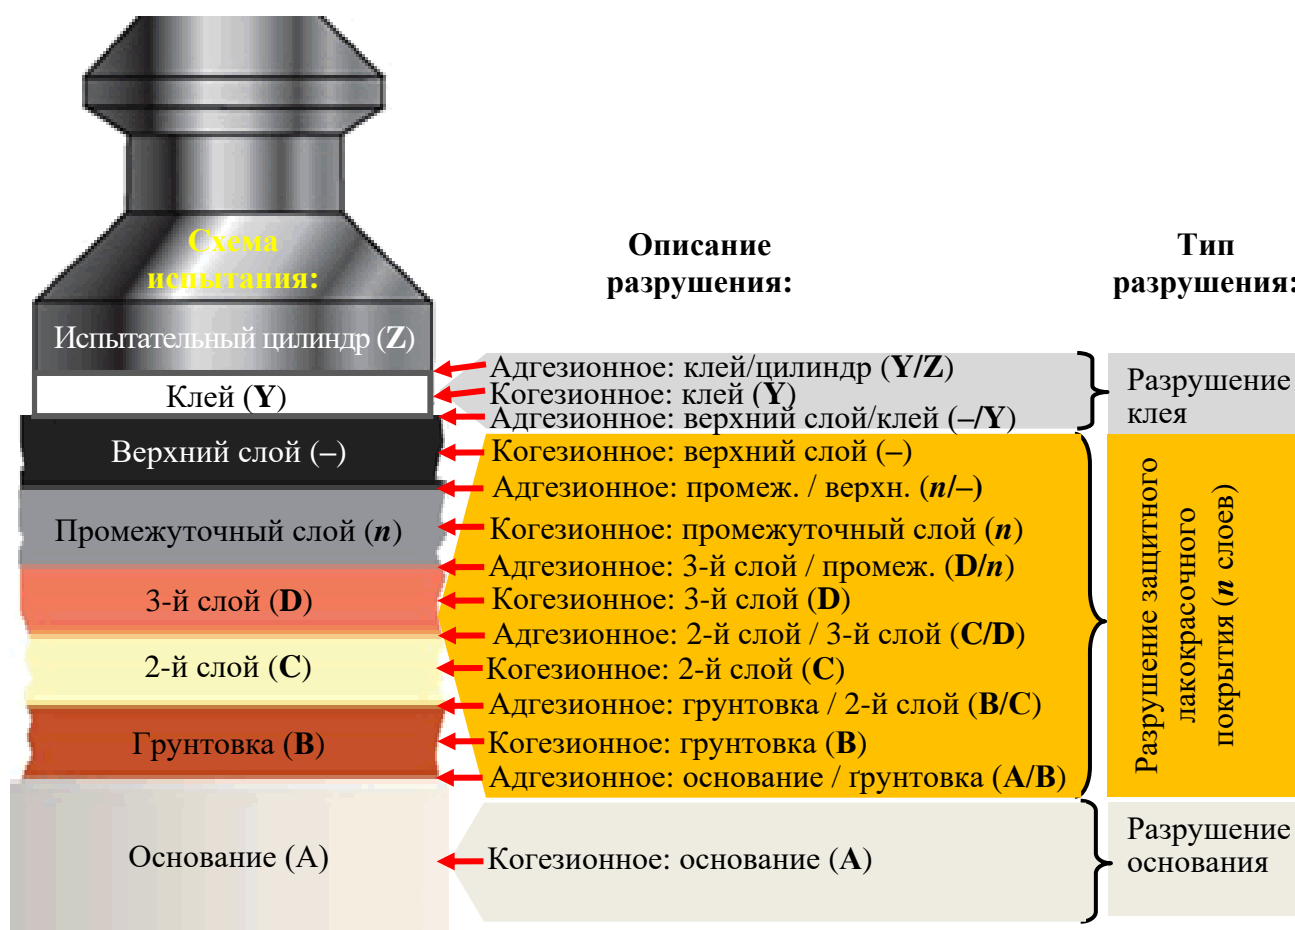 Схема
испытания:
Испытательный цилиндр (Z)
Клей (Y)
Верхний слой (–)
Промежуточный слой (n)
3-й слой (D)
2-й слой (C)
Грунтовка (B)
Основание (A)
Описание
разрушения:
Адгезионное: клей/цилиндр (Y/Z)
Когезионное: клей (Y)
Адгезионное: верхний слой/клей (–/Y)
Когезионное: верхний слой (–)
Адгезионное: промеж. / верхн. (n/–)
Когезионное: промежуточный слой (n)
Адгезионное: 3-й слой / промеж. (D/n)
Когезионное: 3-й слой (D)
Адгезионное: 2-й слой / 3-й слой (C/D)
Когезионное: 2-й слой (C)
Адгезионное: грунтовка / 2-й слой (B/C)
Когезионное: грунтовка (B)
Адгезионное: основание / ґрунтовка (A/B)
Когезионное: основание (A)
Тип
разрушения:
Разрушение
клея
Разрушение защитного
лакокрасочного
покрытия (n слоев)
Разрушение
основания